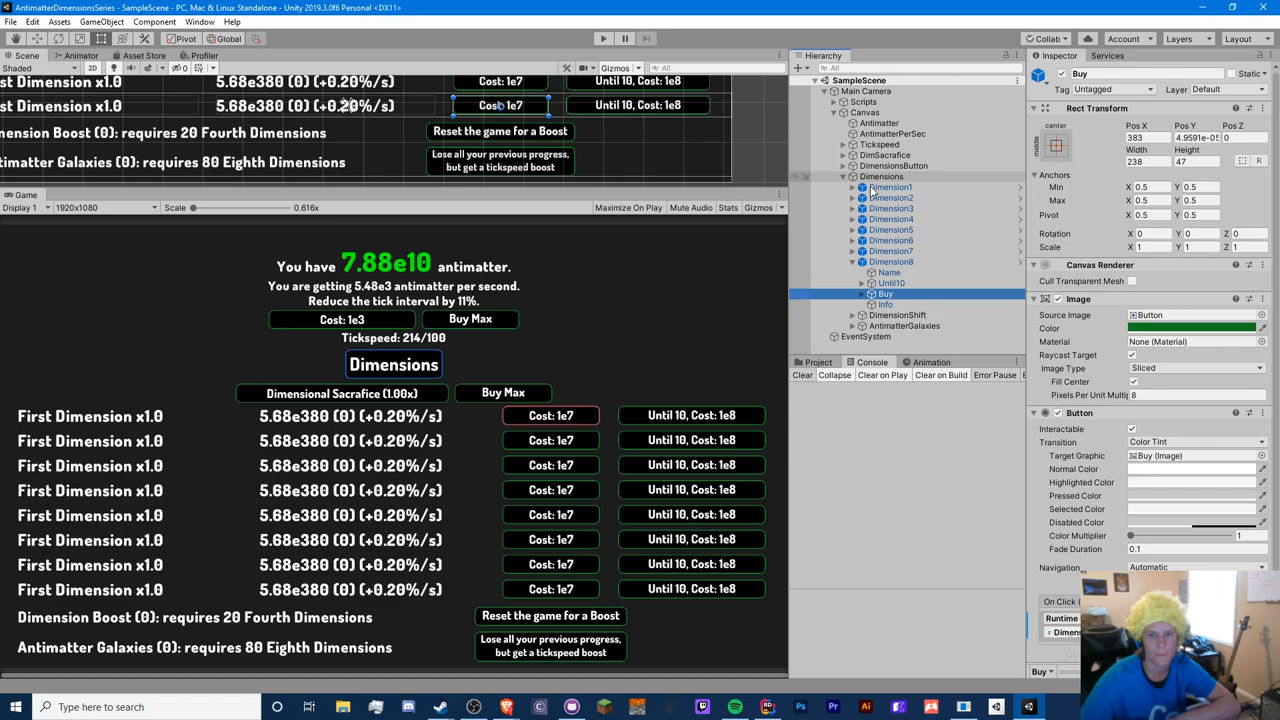 AntimatterDimensionsSeries - SampleScene - PC, Mac & Linux Standalone - Unity 2019.3.0f6 Personal <DX11>
File Edit Assets GameObject Component Window Help
Pivot Global Collab Account Layers Layout
Scene Animator Asset Store Profiler
Shaded 2D 0 Gizmos All
st Dimension x1.0 5.68e380 (0) (+0.20%/s) Cost: 1e7 Until 10, Cost: 1e8
st Dimension x1.0 5.68e380 (0) (+0.20%/s) Cost: 1e7 Until 10, Cost: 1e8
ension Boost (0): requires 20 Fourth Dimensions Reset the game for a Boost
timatter Galaxies (0): requires 80 Eighth Dimensions Lose all your previous progress,
but get a tickspeed boost
Game
Display 1 1920x1080 Scale 0.616x Maximize On Play Mute Audio Stats Gizmos
You have 7.88e10 antimatter.
You are getting 5.48e3 antimatter per second.
Reduce the tick interval by 11%.
Cost: 1e3 Buy Max
Tickspeed: 214/100
Dimensions
Dimensional Sacrafice (1.00x) Buy Max
First Dimension x1.0 5.68e380 (0) (+0.20%/s) Cost: 1e7 Until 10, Cost: 1e8
First Dimension x1.0 5.68e380 (0) (+0.20%/s) Cost: 1e7 Until 10, Cost: 1e8
First Dimension x1.0 5.68e380 (0) (+0.20%/s) Cost: 1e7 Until 10, Cost: 1e8
First Dimension x1.0 5.68e380 (0) (+0.20%/s) Cost: 1e7 Until 10, Cost: 1e8
First Dimension x1.0 5.68e380 (0) (+0.20%/s) Cost: 1e7 Until 10, Cost: 1e8
First Dimension x1.0 5.68e380 (0) (+0.20%/s) Cost: 1e7 Until 10, Cost: 1e8
First Dimension x1.0 5.68e380 (0) (+0.20%/s) Cost: 1e7 Until 10, Cost: 1e8
First Dimension x1.0 5.68e380 (0) (+0.20%/s) Cost: 1e7 Until 10, Cost: 1e8
Dimension Boost (0): requires 20 Fourth Dimensions Reset the game for a Boost
Antimatter Galaxies (0): requires 80 Eighth Dimensions Lose all your previous progress,
but get a tickspeed boost
Hierarchy
All
SampleScene
Main Camera
Scripts
Canvas
Antimatter
AntimatterPerSec
Tickspeed
DimSacrafice
DimensionsButton
Dimensions
Dimension1
Dimension2
Dimension3
Dimension4
Dimension5
Dimension6
Dimension7
Dimension8
Name
Until10
Buy
Info
DimensionShift
AntimatterGalaxies
EventSystem
Project Console Animation
Clear Collapse Clear on Play Clear on Build Error Pause E
Inspector Services
Buy Static
Tag Untagged Layer Default
Rect Transform
center Pos X Pos Y Pos Z
middle 383 4.9591e-05 0
Width Height
238 47 R
Anchors
Min X 0.5 Y 0.5
Max X 0.5 Y 0.5
Pivot X 0.5 Y 0.5
Rotation X 0 Y 0 Z 0
Scale X 1 Y 1 Z 1
Canvas Renderer
Cull Transparent Mesh
Image
Source Image Button
Color
Material None (Material)
Raycast Target
Image Type Sliced
Fill Center
Pixels Per Unit Multip 8
Button
Interactable
Transition Color Tint
Target Graphic Buy (Image)
Normal Color
Highlighted Color
Pressed Color
Selected Color
Disabled Color
Color Multiplier 1
Fade Duration 0.1
Navigation Automatic
On Click (
Runtime
Dimens
Buy
Type here to search